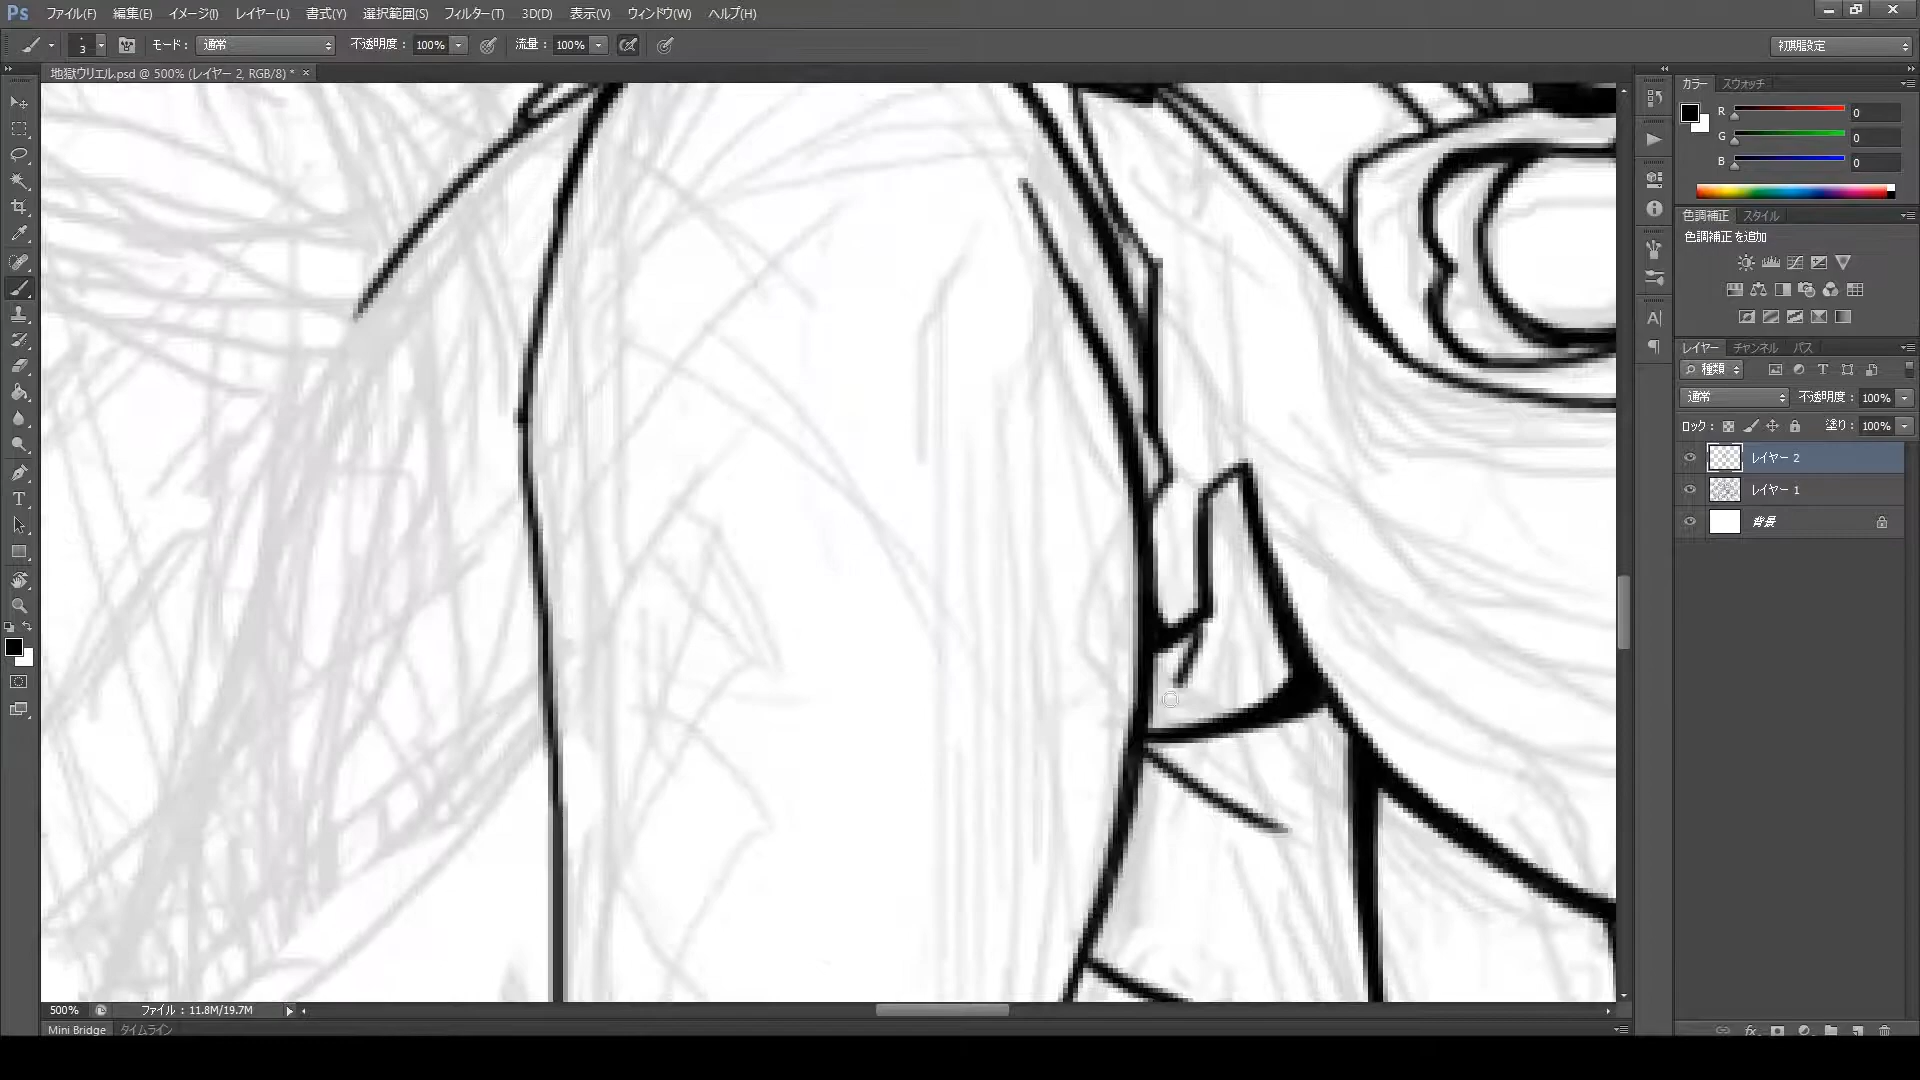 Ps ファイル(F) 編集(E) イメージ(I) レイヤー(L) 書式(Y) 選択範囲(S) フィルター(T) 3D(D) 表示(V) ウィンドウ(W) ヘルプ(H)
3 モード： 通常 不透明度： 100% 流量： 100% 初期設定
地獄ウリエル.psd @ 500% (レイヤー 2, RGB/8) * ×
カラー スウォッチ
R 0
G 0
B 0
色調補正 スタイル
色調補正を追加
レイヤー チャンネル パス
種類
通常 不透明度： 100%
ロック： 塗り： 100%
レイヤー 2
レイヤー 1
背景
500% ファイル：11.8M/19.7M
Mini Bridge タイムライン